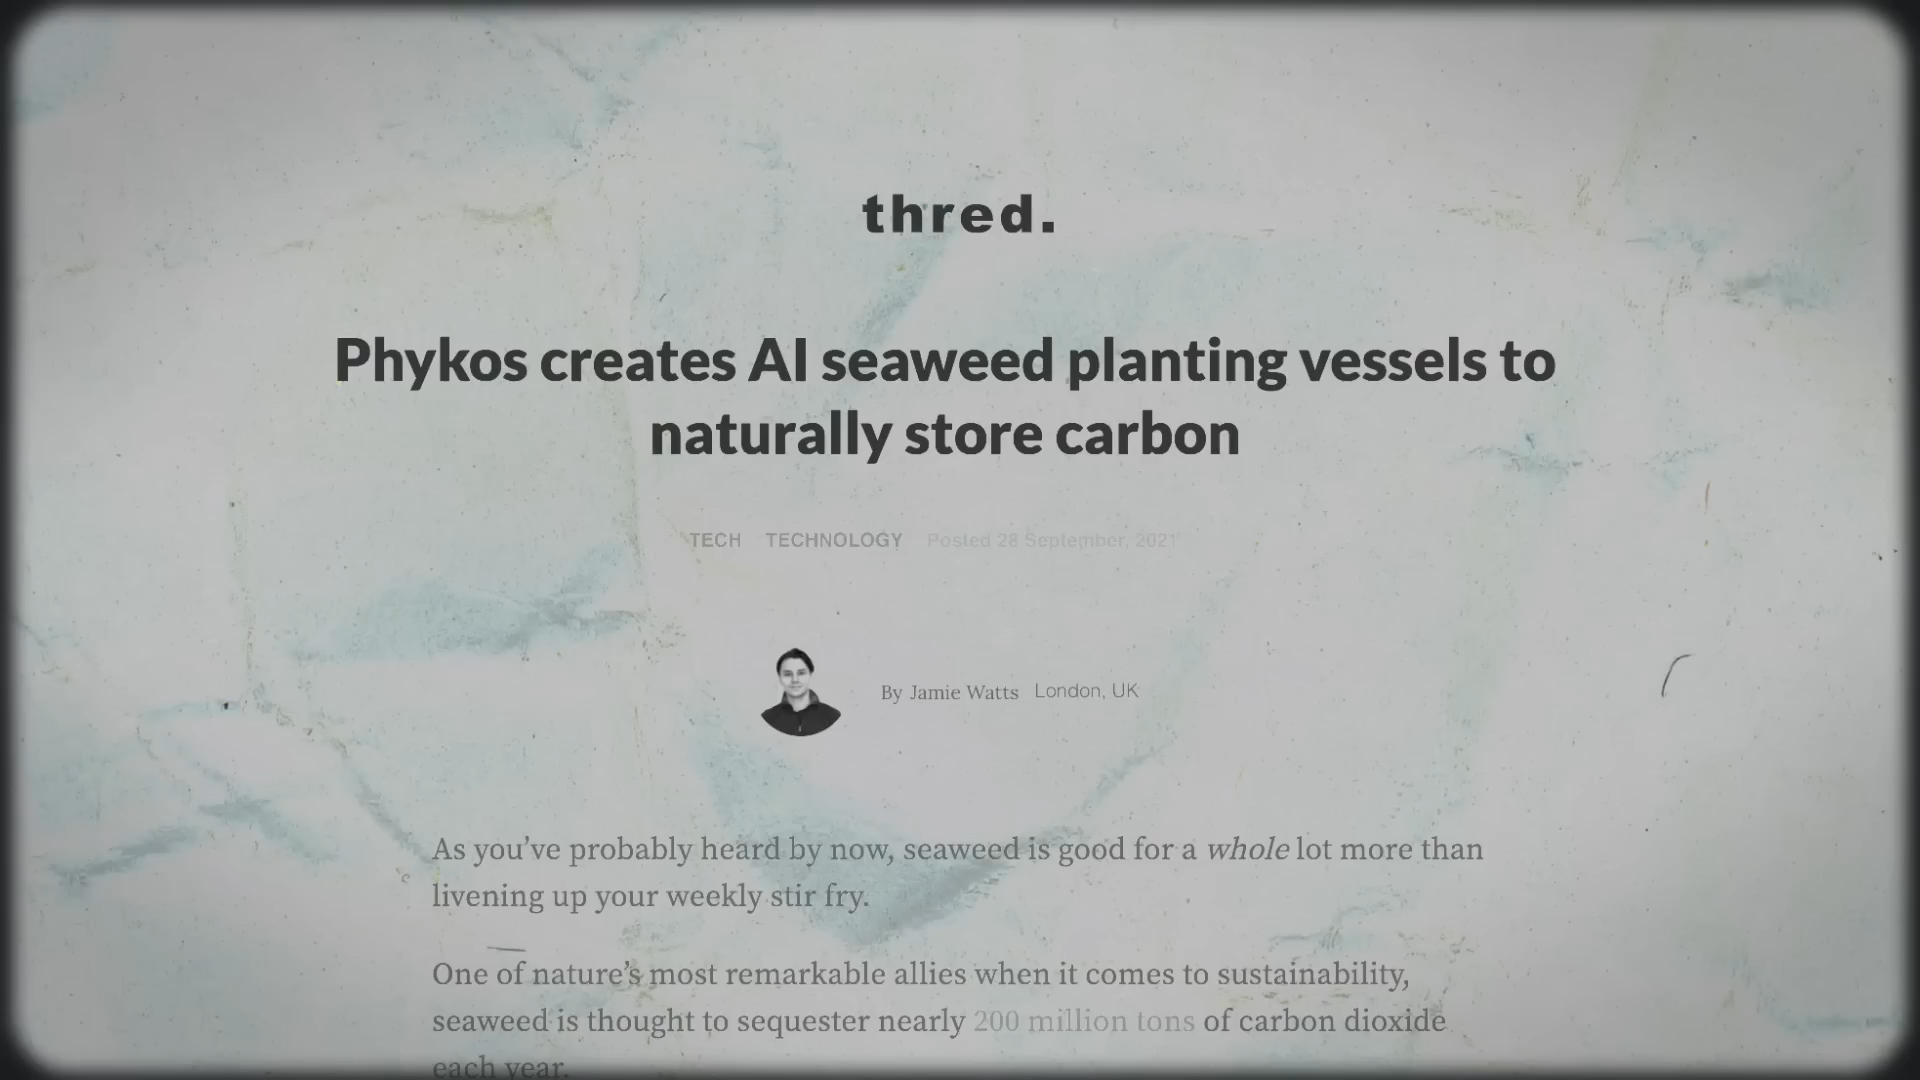 thred.
Phykos creates AI seaweed planting vessels to
naturally store carbon
TECH TECHNOLOGY Posted 28 September, 2021
By Jamie Watts London, UK
As you’ve probably heard by now, seaweed is good for a whole lot more than
livening up your weekly stir fry.
One of nature’s most remarkable allies when it comes to sustainability,
seaweed is thought to sequester nearly 200 million tons of carbon dioxide
each year.